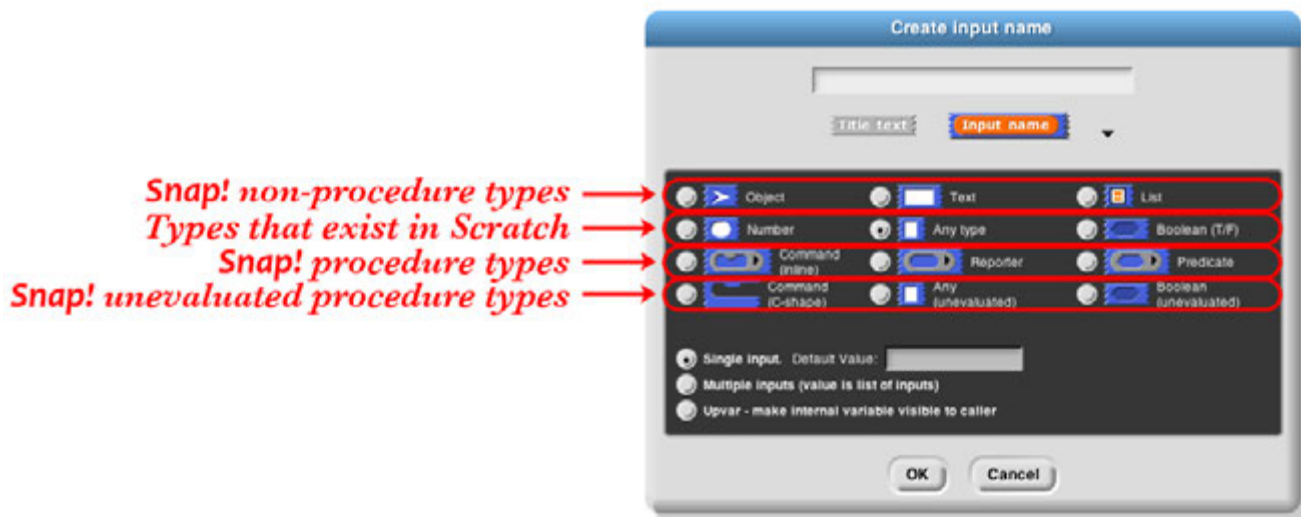 Create input name
Title text Input name
Snap! non-procedure types Object Text List
Types that exist in Scratch Number Any type Boolean (T/F)
Snap! procedure types Command (inline) Reporter Predicate
Snap! unevaluated procedure types Command (C-shape) Any (unevaluated) Boolean (unevaluated)
Single input. Default Value:
Multiple inputs (value is list of inputs)
Upvar - make internal variable visible to caller
OK Cancel